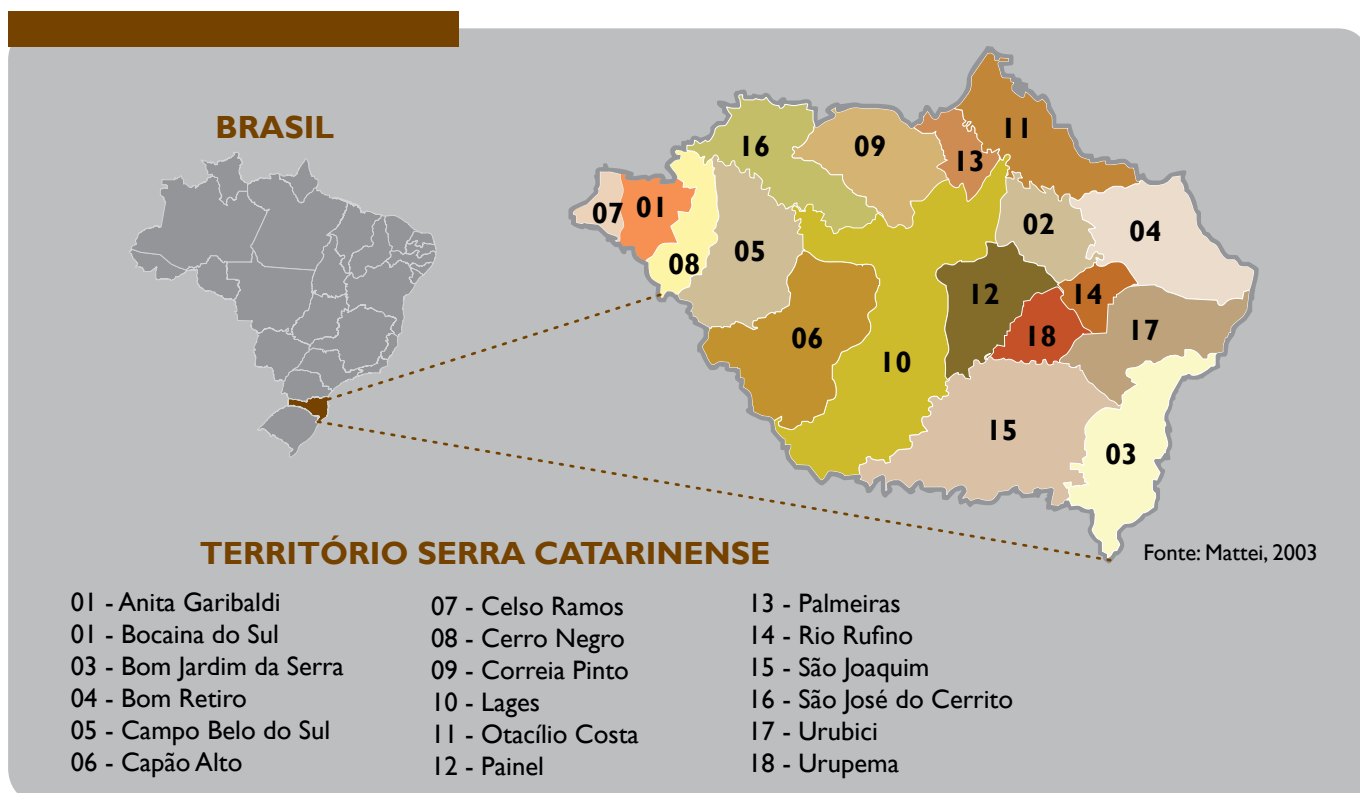 BRASIL
11
16
09
13
07
01
02
04
05
08
12
14
17
18
06
10
15
03
TERRITÓRIO SERRA CATARINENSE
Fonte: Mattei, 2003
01 - Anita Garibaldi
01 - Bocaina do Sul
03 - Bom Jardim da Serra
04 - Bom Retiro
05 - Campo Belo do Sul
06 - Capão Alto
07 - Celso Ramos
08 - Cerro Negro
09 - Correia Pinto
10 - Lages
11 - Otacílio Costa
12 - Painel
13 - Palmeiras
14 - Rio Rufino
15 - São Joaquim
16 - São José do Cerrito
17 - Urubici
18 - Urupema